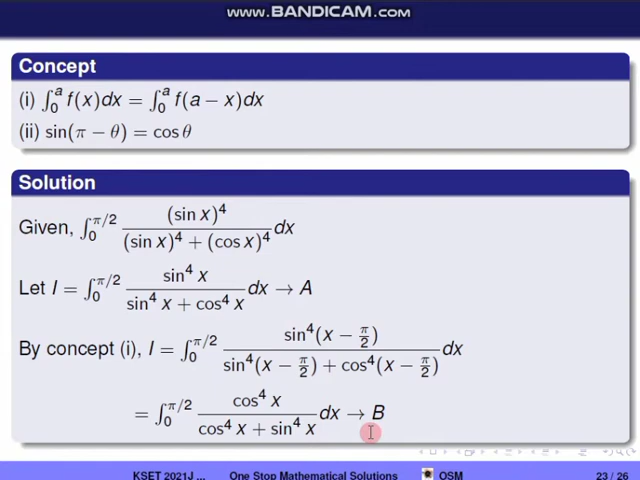 www.BANDICAM.com
Concept
(i) ∫₀ᵃ f(x)dx = ∫₀ᵃ f(a − x)dx
(ii) sin(π − θ) = cos θ
Solution
Given, ∫₀^{π/2} (sin x)⁴ / ((sin x)⁴ + (cos x)⁴) dx
Let I = ∫₀^{π/2} sin⁴ x / (sin⁴ x + cos⁴ x) dx → A
By concept (i), I = ∫₀^{π/2} sin⁴(x − π/2) / (sin⁴(x − π/2) + cos⁴(x − π/2)) dx
= ∫₀^{π/2} cos⁴ x / (cos⁴ x + sin⁴ x) dx → B
KSET 2021J ... One Stop Mathematical Solutions OSM 23 / 26